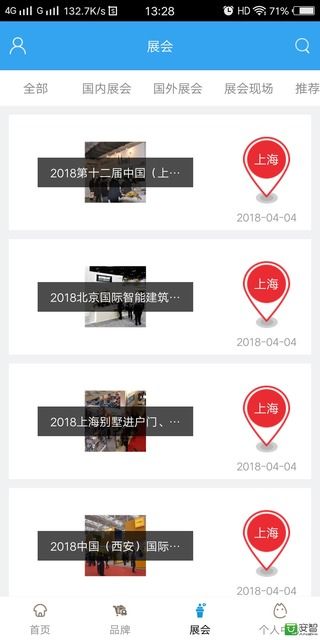 4G G 132.7K/s 13:28 HD 71%
展会
全部 国内展会 国外展会 展会现场 推荐
2018第十二届中国（上…
上海
2018-04-04
2018北京国际智能建筑…
上海
2018-04-04
2018上海别墅进户门、…
上海
2018-04-04
2018中国（西安）国际…
上海
首页 品牌 展会 个人中
安智